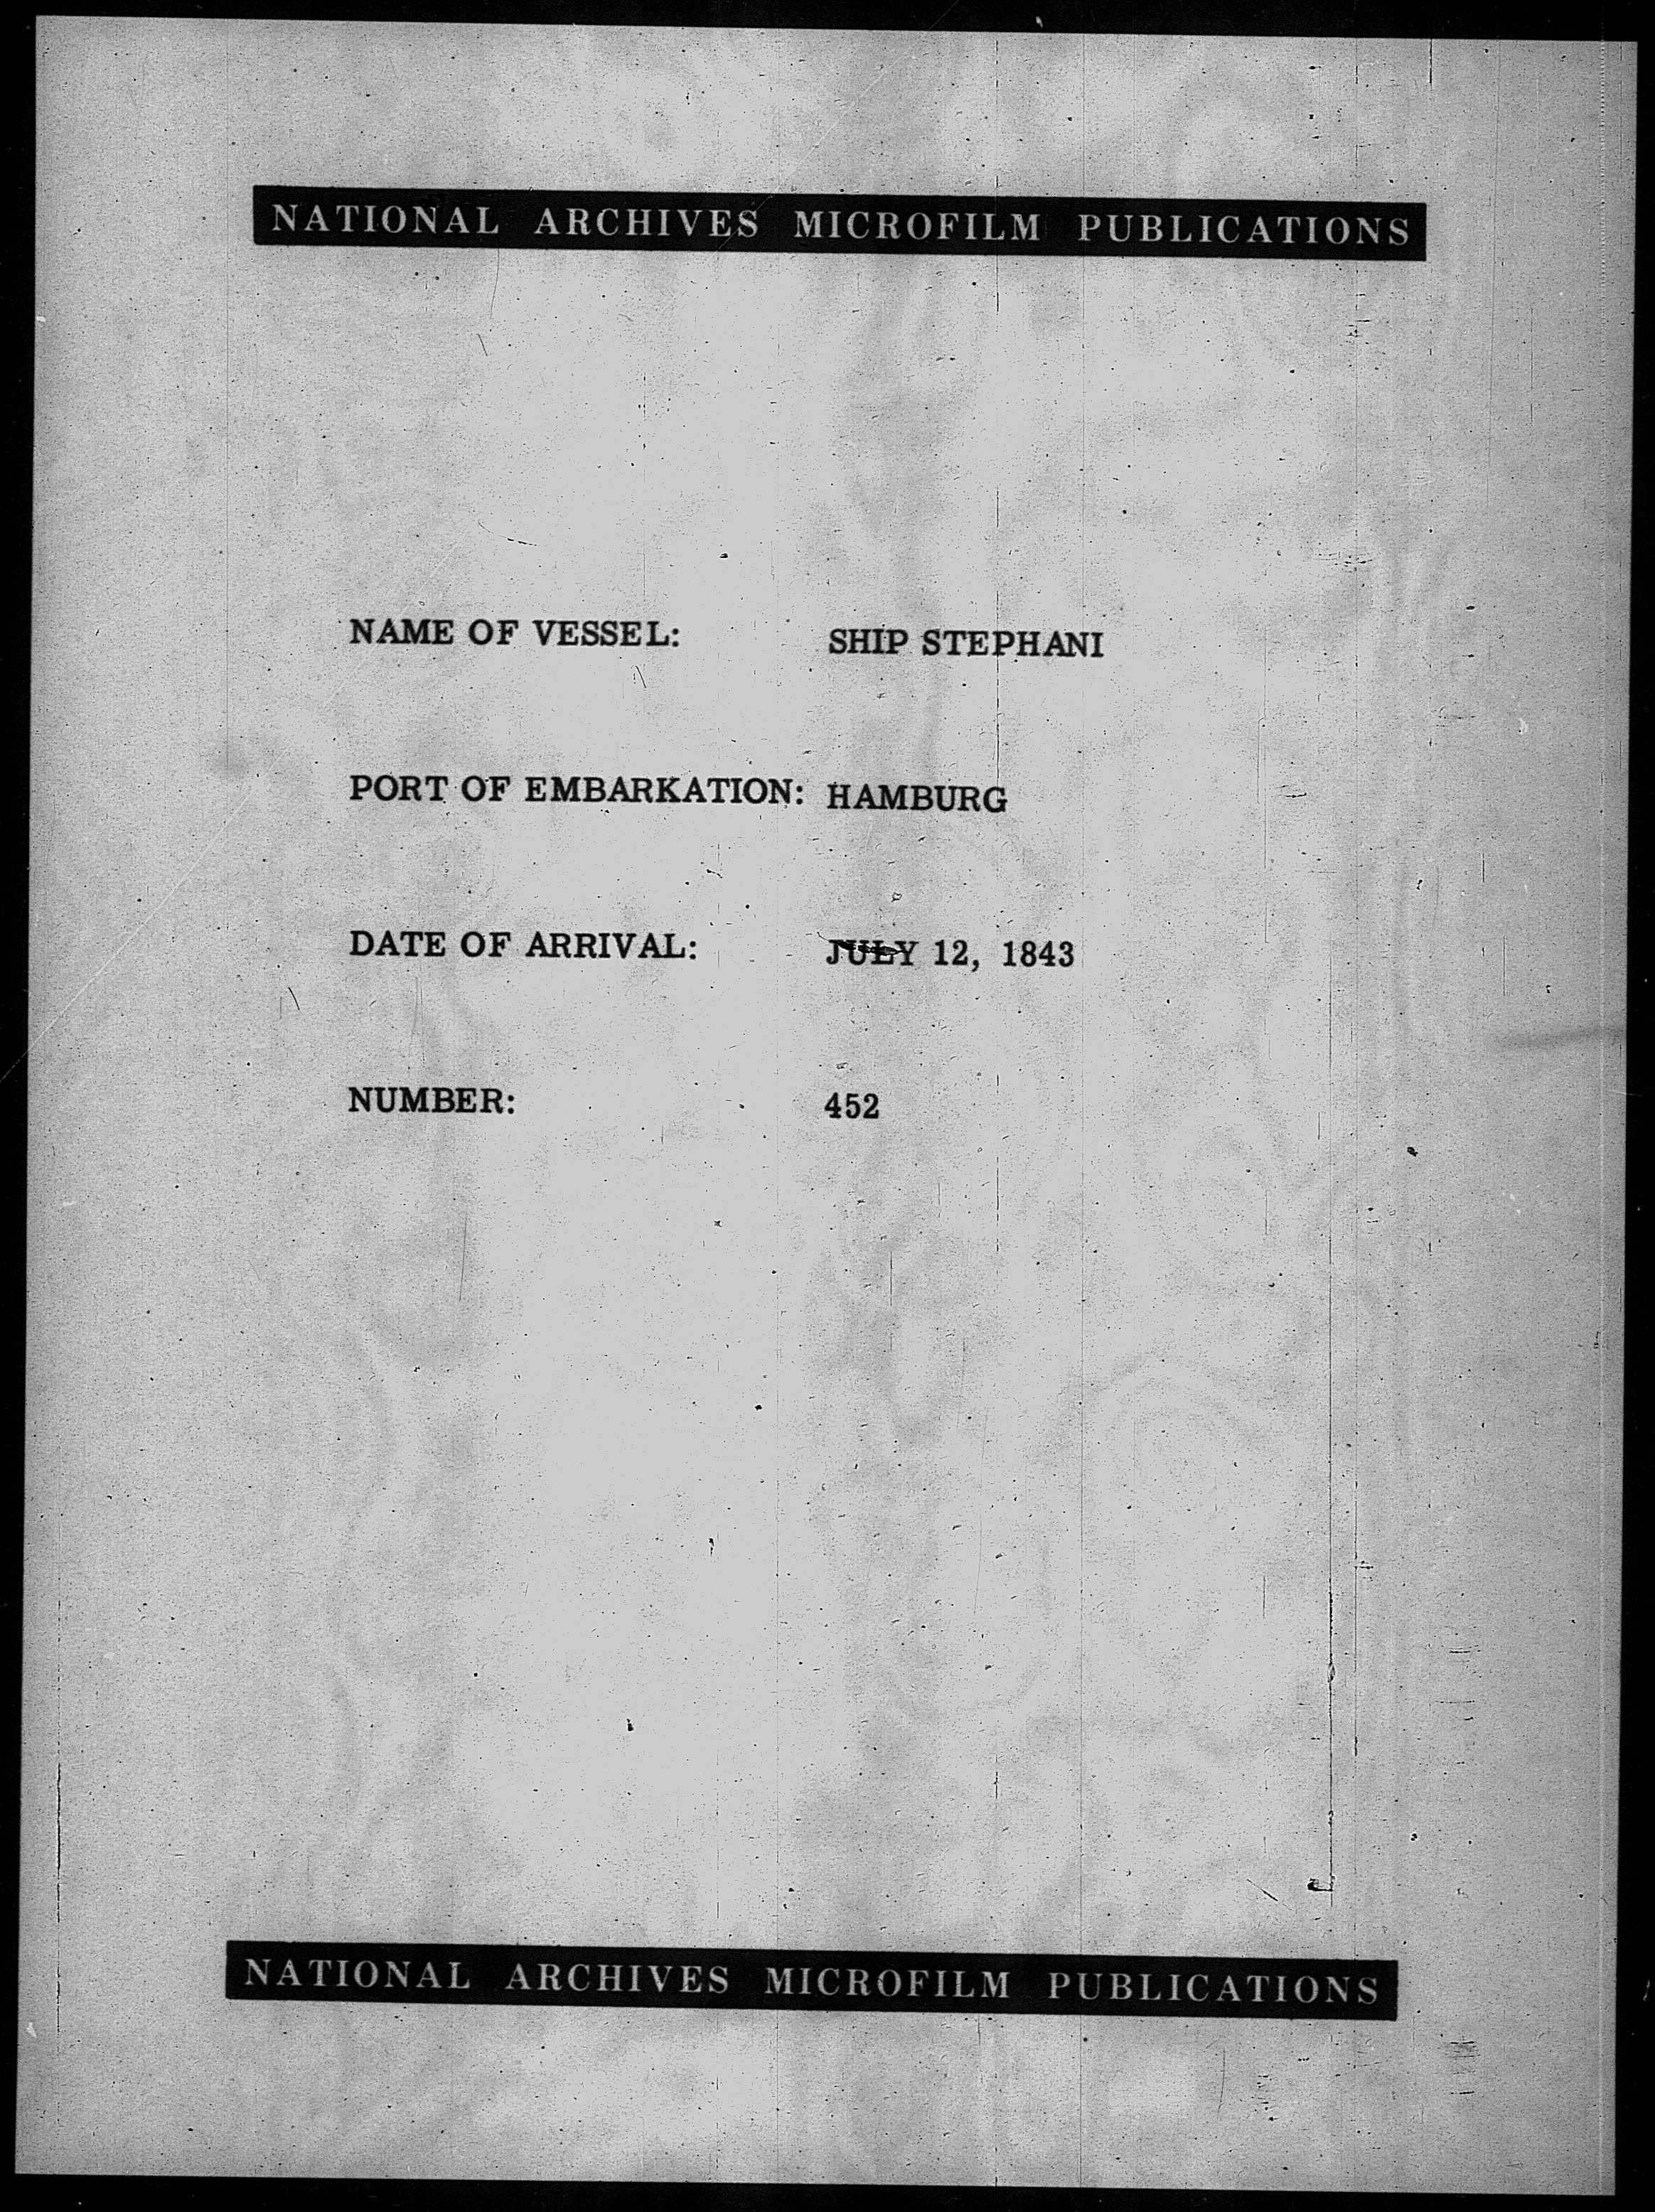 NATIONAL ARCHIVES MICROFILM PUBLICATIONS
NAME OF VESSEL: SHIP STEPHANI
PORT OF EMBARKATION: HAMBURG
DATE OF ARRIVAL: JULY 12, 1843
NUMBER: 452
NATIONAL ARCHIVES MICROFILM PUBLICATIONS